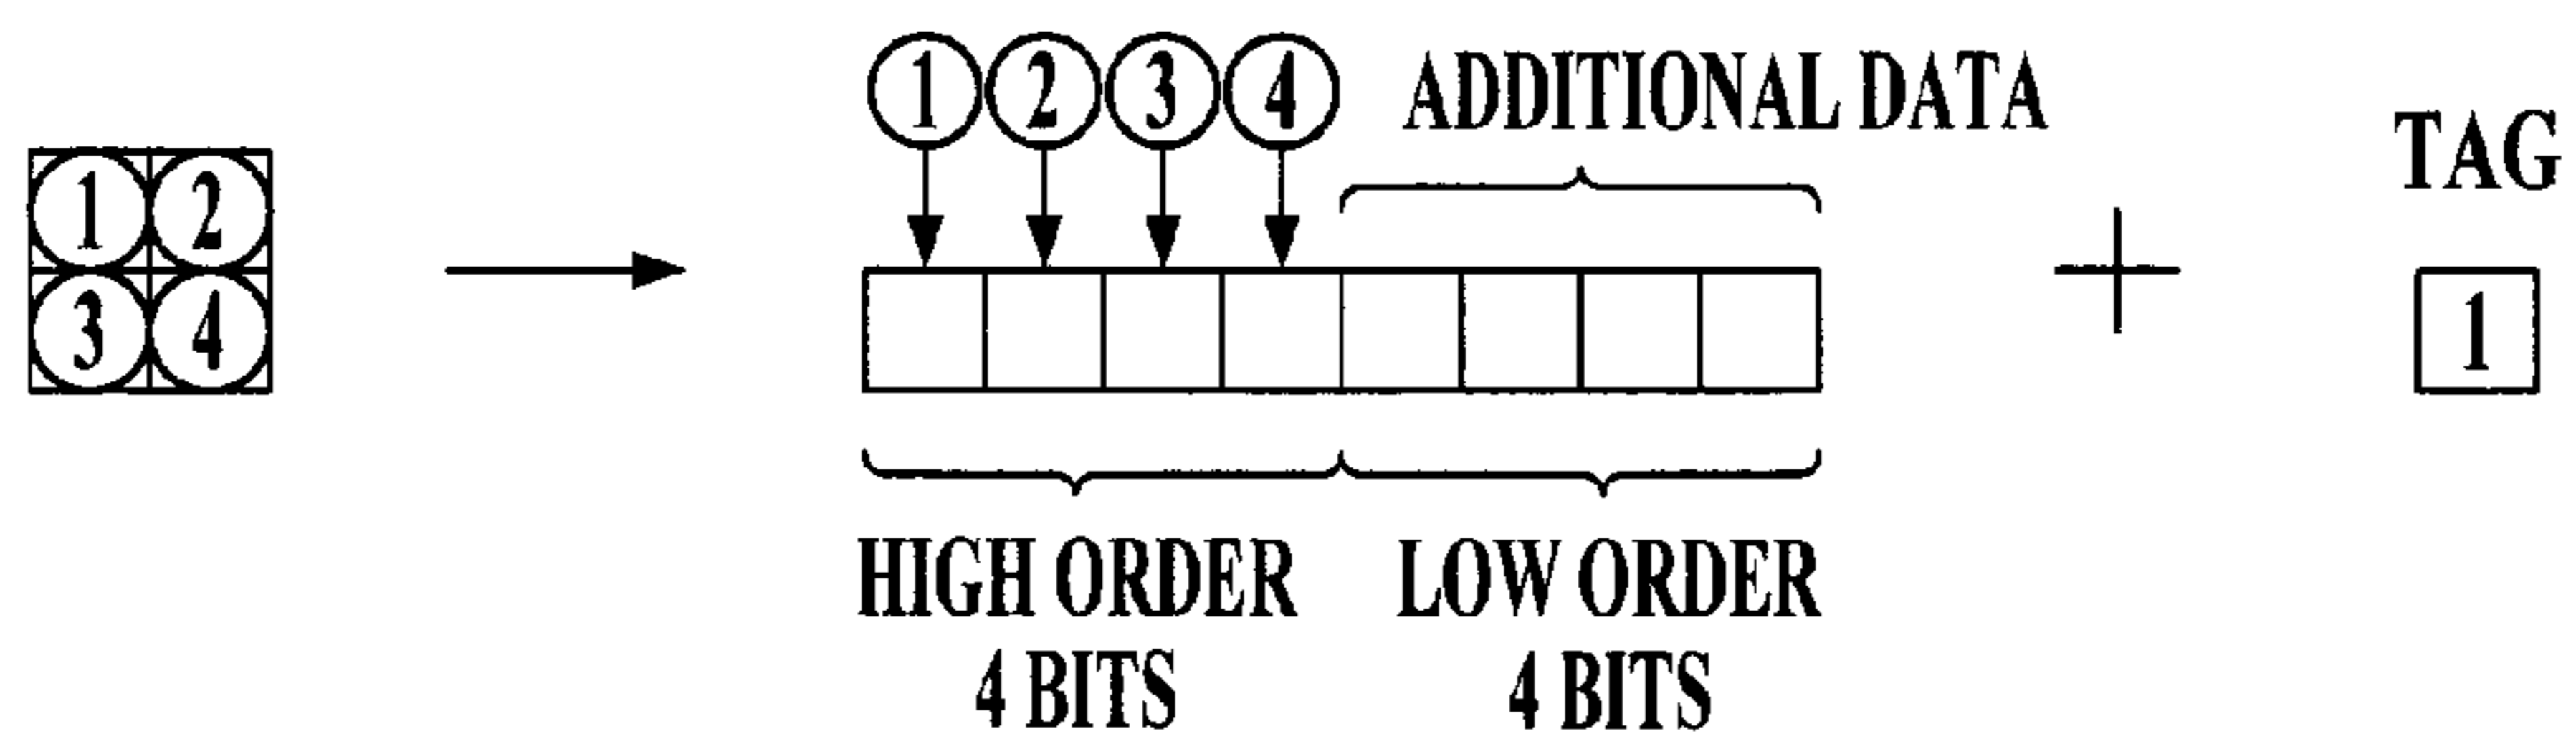 1 2 3 4 ADDITIONAL DATA
TAG
1 2
3 4
1
HIGH ORDER LOW ORDER
4 BITS 4 BITS